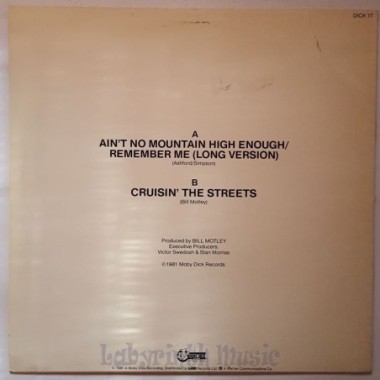 DICK 1T
A
AIN'T NO MOUNTAIN HIGH ENOUGH/
REMEMBER ME (LONG VERSION)
(Ashford/Simpson)
B
CRUISIN' THE STREETS
(Bill Motley)
Produced by BILL MOTLEY
Executive Producers:
Victor Swedosh & Stan Morriss
©1981 Moby Dick Records
Labyrinth Music